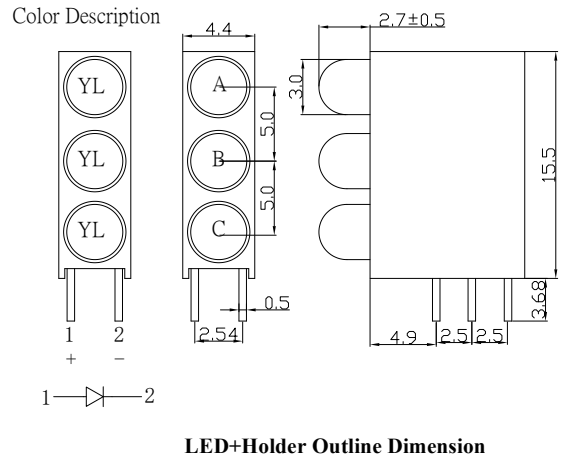 Color Description
4.4
2.7±0.5
YL
A
3.0
5.0
YL
B
15.5
5.0
YL
C
0.5
3.68
1 2
2.54
4.9 2.5 2.5
+ −
1 2
LED+Holder Outline Dimension